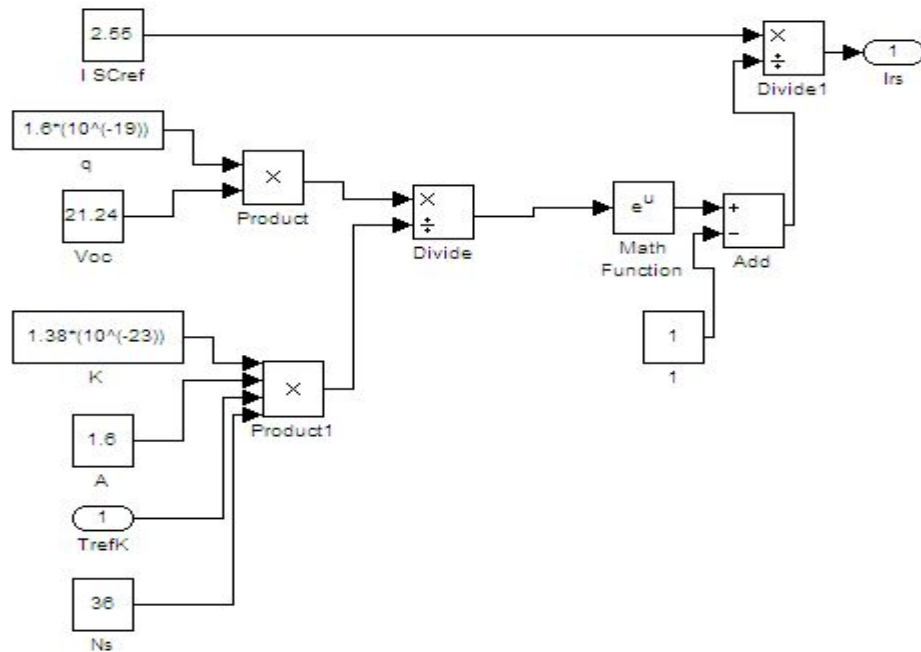 2.55
I SCref
×
÷
Divide1
1
Irs
1.6*(10^(-19))
q
21.24
Voc
×
Product
×
÷
Divide
e^u
Math
Function
+
−
Add
1
1
1.38*(10^(-23))
K
×
Product1
1.6
A
1
TrefK
36
Ns